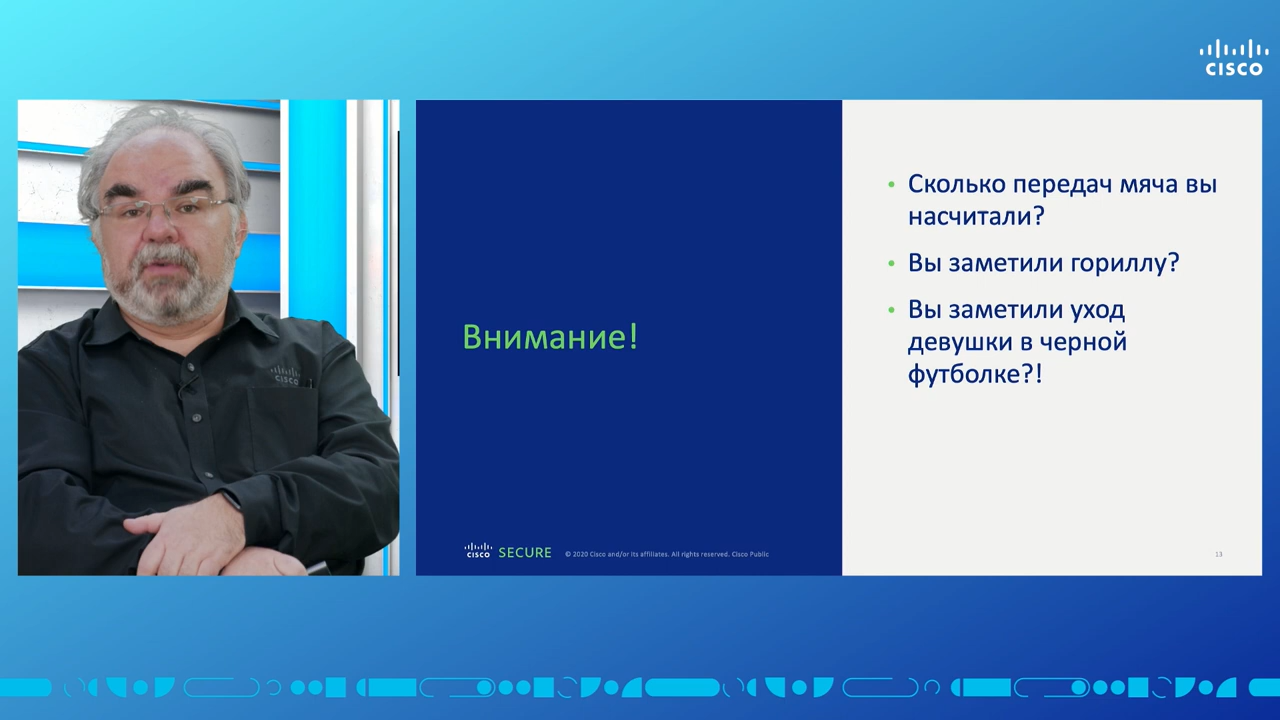 CISCO
CISCO
Внимание!
CISCO SECURE © 2020 Cisco and/or its affiliates. All rights reserved. Cisco Public
• Сколько передач мяча вы
насчитали?
• Вы заметили гориллу?
• Вы заметили уход
девушки в черной
футболке?!
13